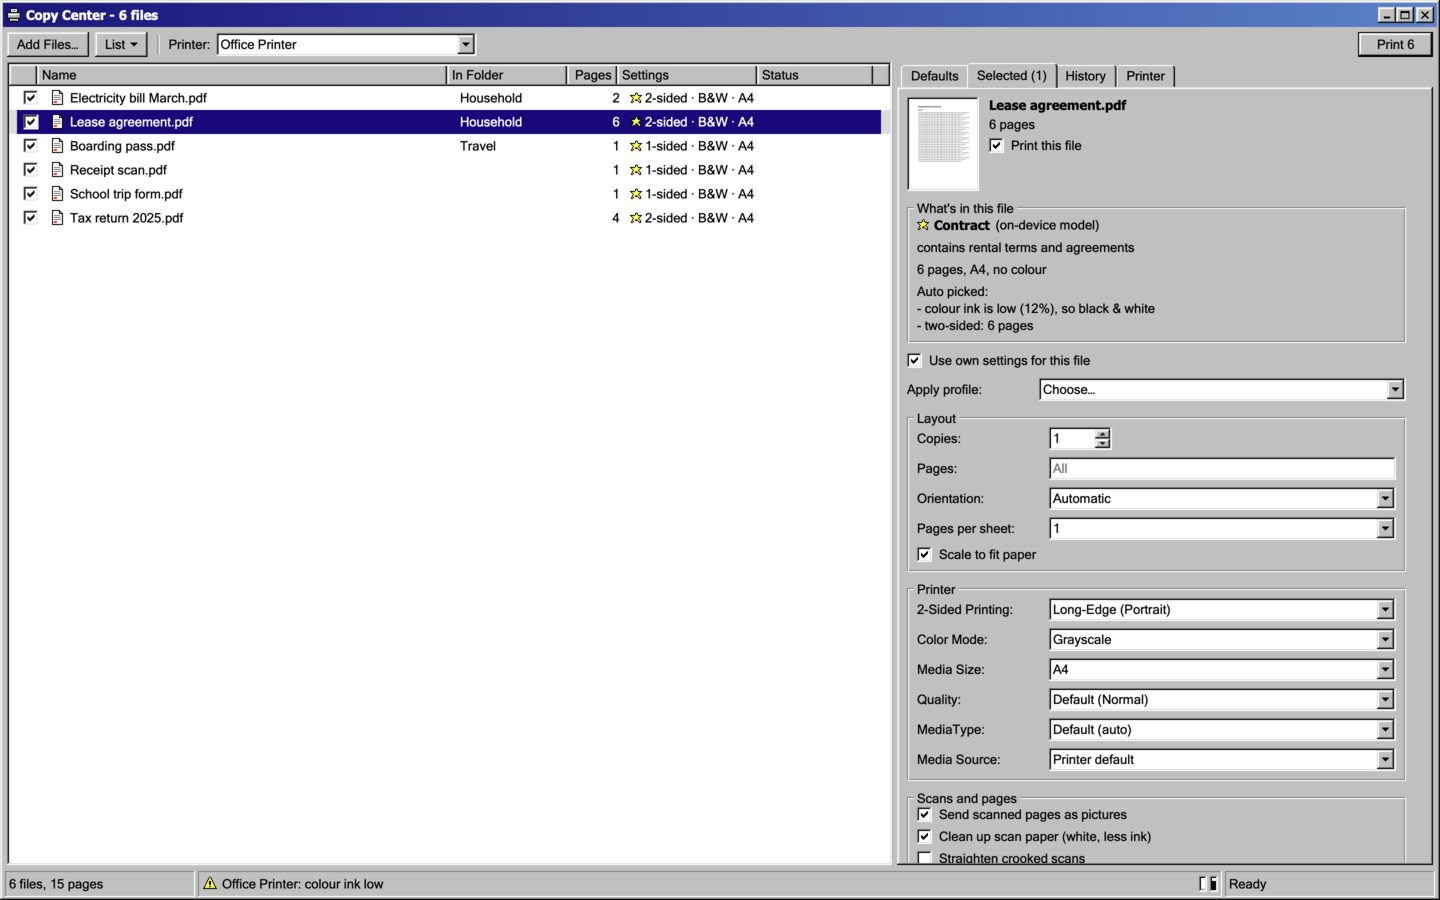 Copy Center - 6 files
Add Files... List Printer: Office Printer Print 6
Name In Folder Pages Settings Status
Electricity bill March.pdf Household 2 2-sided · B&W · A4
Lease agreement.pdf Household 6 2-sided · B&W · A4
Boarding pass.pdf Travel 1 1-sided · B&W · A4
Receipt scan.pdf 1 1-sided · B&W · A4
School trip form.pdf 1 1-sided · B&W · A4
Tax return 2025.pdf 4 2-sided · B&W · A4
Defaults Selected (1) History Printer
Lease agreement.pdf
6 pages
Print this file
What's in this file
Contract (on-device model)
contains rental terms and agreements
6 pages, A4, no colour
Auto picked:
- colour ink is low (12%), so black & white
- two-sided: 6 pages
Use own settings for this file
Apply profile: Choose...
Layout
Copies: 1
Pages: All
Orientation: Automatic
Pages per sheet: 1
Scale to fit paper
Printer
2-Sided Printing: Long-Edge (Portrait)
Color Mode: Grayscale
Media Size: A4
Quality: Default (Normal)
MediaType: Default (auto)
Media Source: Printer default
Scans and pages
Send scanned pages as pictures
Clean up scan paper (white, less ink)
Straighten crooked scans
6 files, 15 pages Office Printer: colour ink low Ready